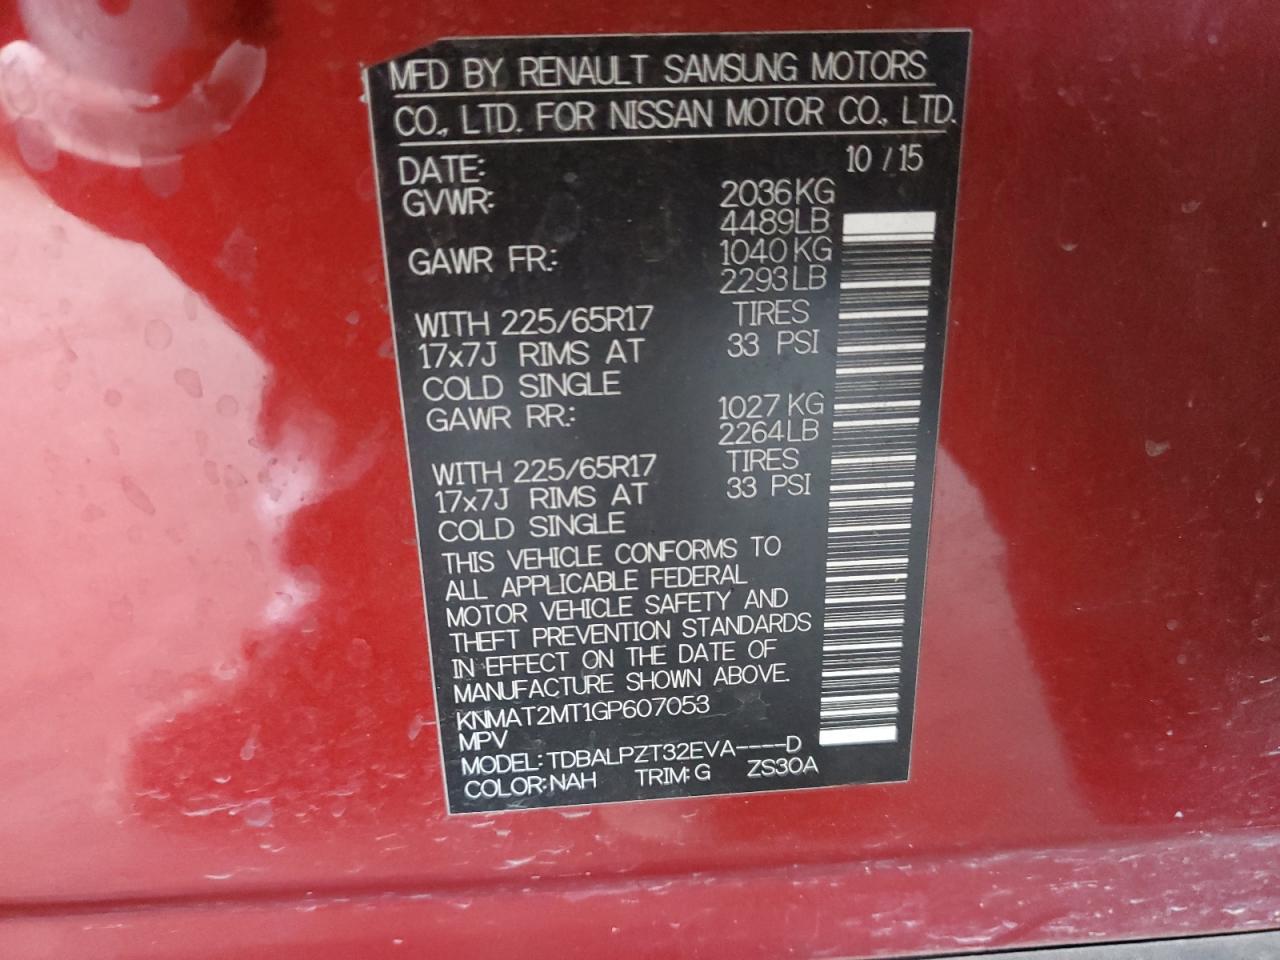 MFD BY RENAULT SAMSUNG MOTORS
CO., LTD. FOR NISSAN MOTOR CO., LTD.
DATE: 10 / 15
GVWR: 2036KG
4489LB
GAWR FR.: 1040 KG
2293LB
WITH 225/65R17 TIRES
17x7J RIMS AT 33 PSI
COLD SINGLE
GAWR RR.: 1027 KG
2264LB
WITH 225/65R17 TIRES
17x7J RIMS AT 33 PSI
COLD SINGLE
THIS VEHICLE CONFORMS TO
ALL APPLICABLE FEDERAL
MOTOR VEHICLE SAFETY AND
THEFT PREVENTION STANDARDS
IN EFFECT ON THE DATE OF
MANUFACTURE SHOWN ABOVE.
KNMAT2MT1GP607053
MPV
MODEL: TDBALPZT32EVA----D
COLOR: NAH TRIM: G ZS30A